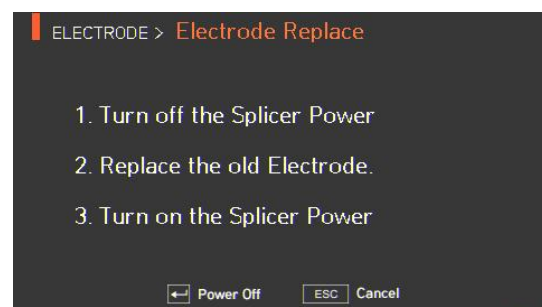 ELECTRODE > Electrode Replace
1. Turn off the Splicer Power
2. Replace the old Electrode.
3. Turn on the Splicer Power
↵ Power Off ESC Cancel